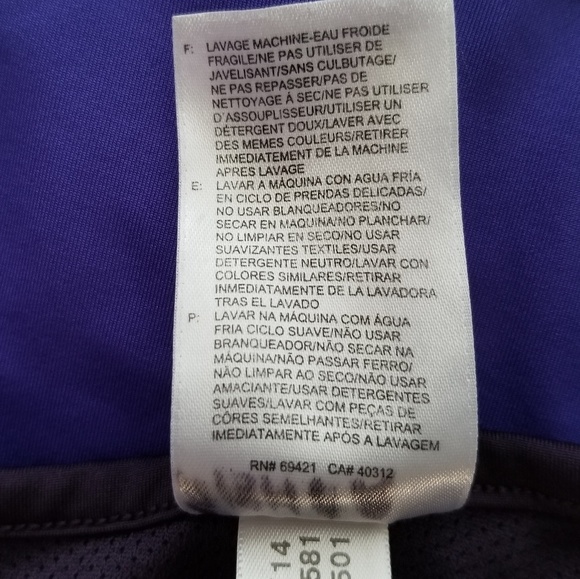 F: LAVAGE MACHINE-EAU FROIDE
FRAGILE/NE PAS UTILISER DE
JAVELISANT/SANS CULBUTAGE/
NE PAS REPASSER/PAS DE
NETTOYAGE À SEC/NE PAS UTILISER
D'ASSOUPLISSEUR/UTILISER UN
DÉTERGENT DOUX/LAVER AVEC
DES MEMES COULEURS/RETIRER
IMMEDIATEMENT DE LA MACHINE
APRES LAVAGE
E: LAVAR A MÁQUINA CON AGUA FRÍA
EN CICLO DE PRENDAS DELICADAS/
NO USAR BLANQUEADORES/NO
SECAR EN MAQUINA/NO PLANCHAR/
NO LIMPIAR EN SECO/NO USAR
SUAVIZANTES TEXTILES/USAR
DETERGENTE NEUTRO/LAVAR CON
COLORES SIMILARES/RETIRAR
INMEDIATAMENTE DE LA LAVADORA
TRAS EL LAVADO
P: LAVAR NA MÁQUINA COM ÁGUA
FRIA CICLO SUAVE/NÃO USAR
BRANQUEADOR/NÃO SECAR NA
MÁQUINA/NÃO PASSAR FERRO/
NÃO LIMPAR AO SECO/NÃO USAR
AMACIANTE/USAR DETERGENTES
SUAVES/LAVAR COM PEÇAS DE
CÔRES SEMELHANTES/RETIRAR
IMEDIATAMENTE APÓS A LAVAGEM
RN# 69421 CA# 40312
14
581
501